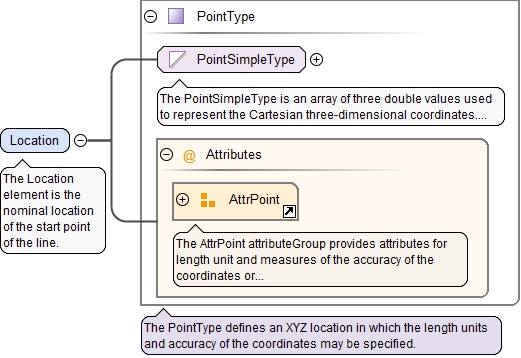 PointType
PointSimpleType
The PointSimpleType is an array of three double values used
to represent the Cartesian three-dimensional coordinates....
Location
The Location
element is the
nominal location
of the start point
of the line.
@ Attributes
AttrPoint
The AttrPoint attributeGroup provides attributes for
length unit and measures of the accuracy of the
coordinates or...
The PointType defines an XYZ location in which the length units
and accuracy of the coordinates may be specified.